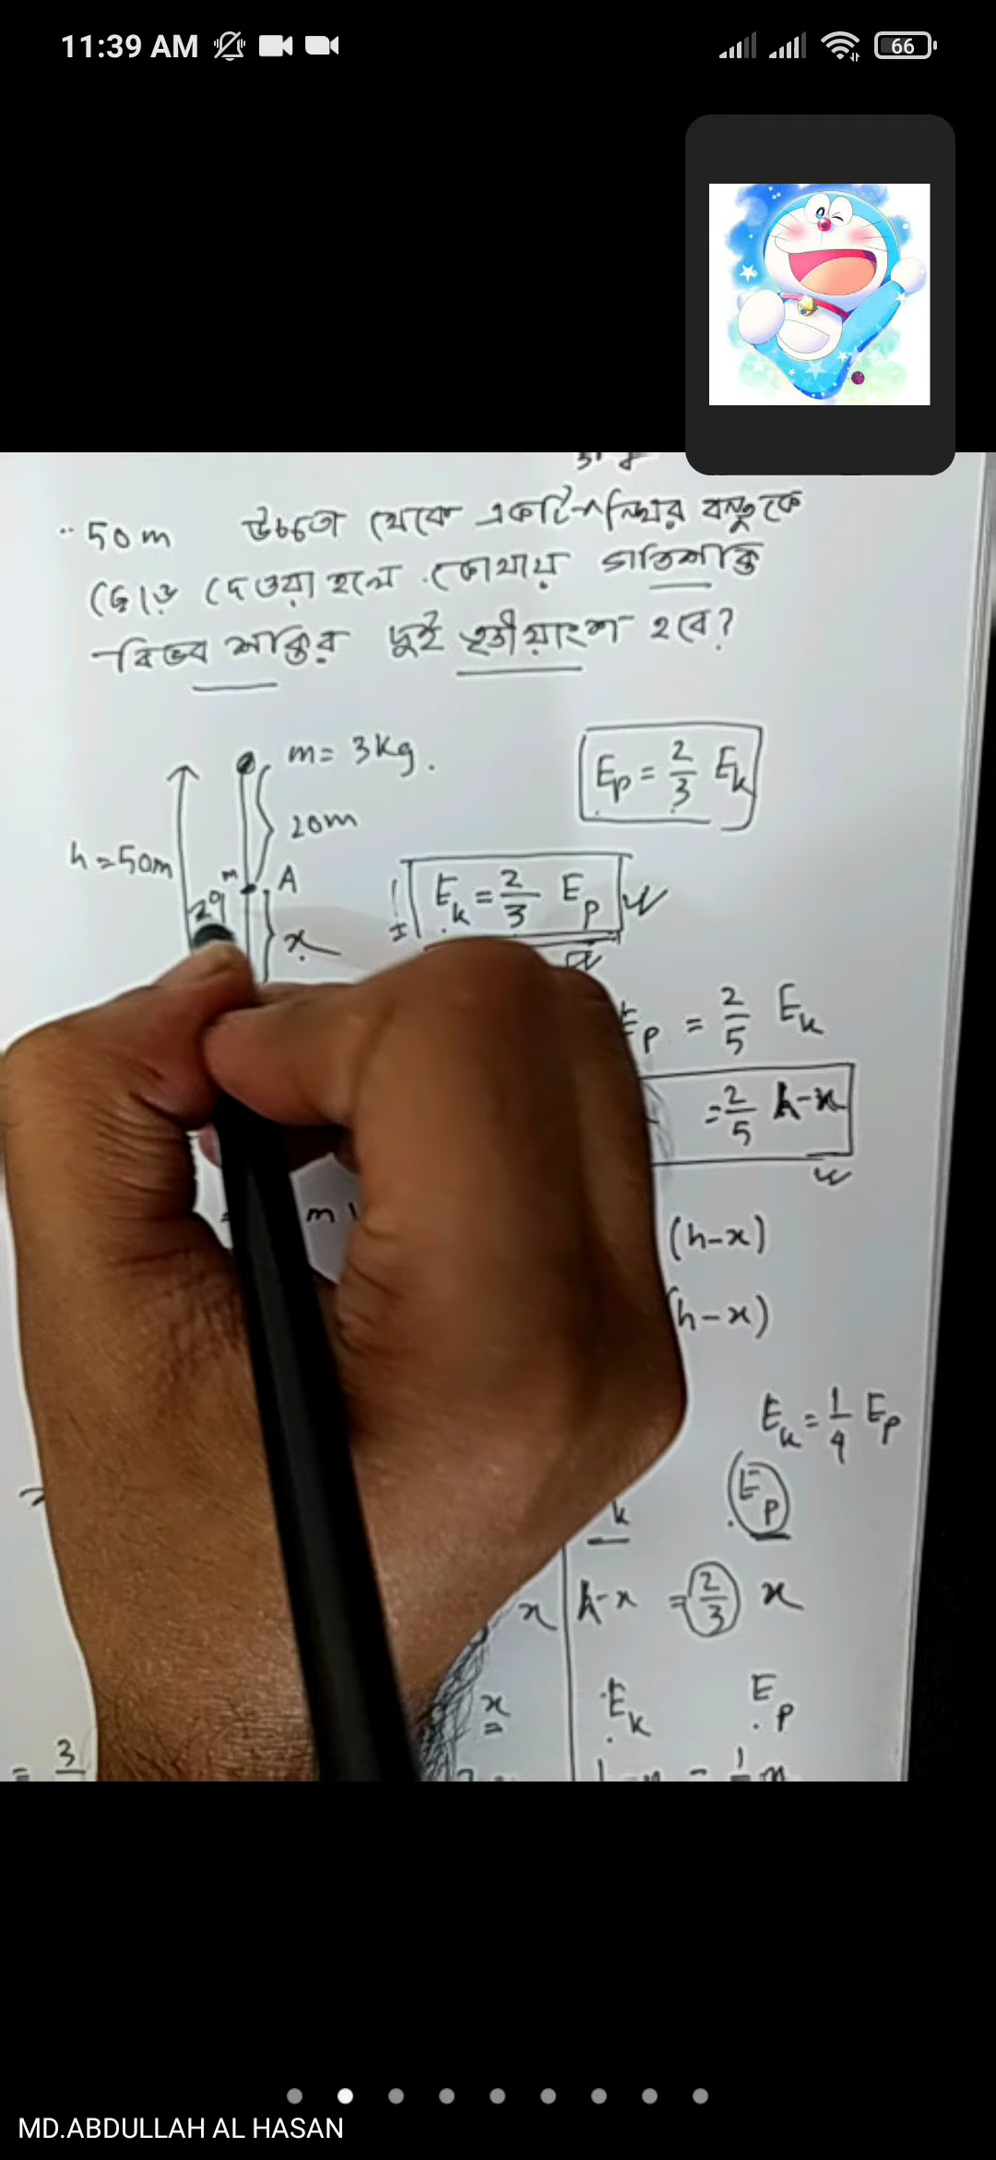 11:39 AM
66
50m উচ্চতা থেকে একটি স্থির বস্তুকে
ছেড়ে দেওয়া হলে কোথায় গতিশক্তি
বিভব শক্তির দুই তৃতীয়াংশ হবে?
m = 3kg.
Ep = 2/3 Ek
20m
h = 50m
m A
Ek = 2/3 Ep
x
Ep = 2/5 Ek
= 2/5 h-x
m
(h-x)
(h-x)
Ek = 1/4 Ep
k Ep
x h-x = 2/3 x
x Ek Ep
= 3
MD.ABDULLAH AL HASAN